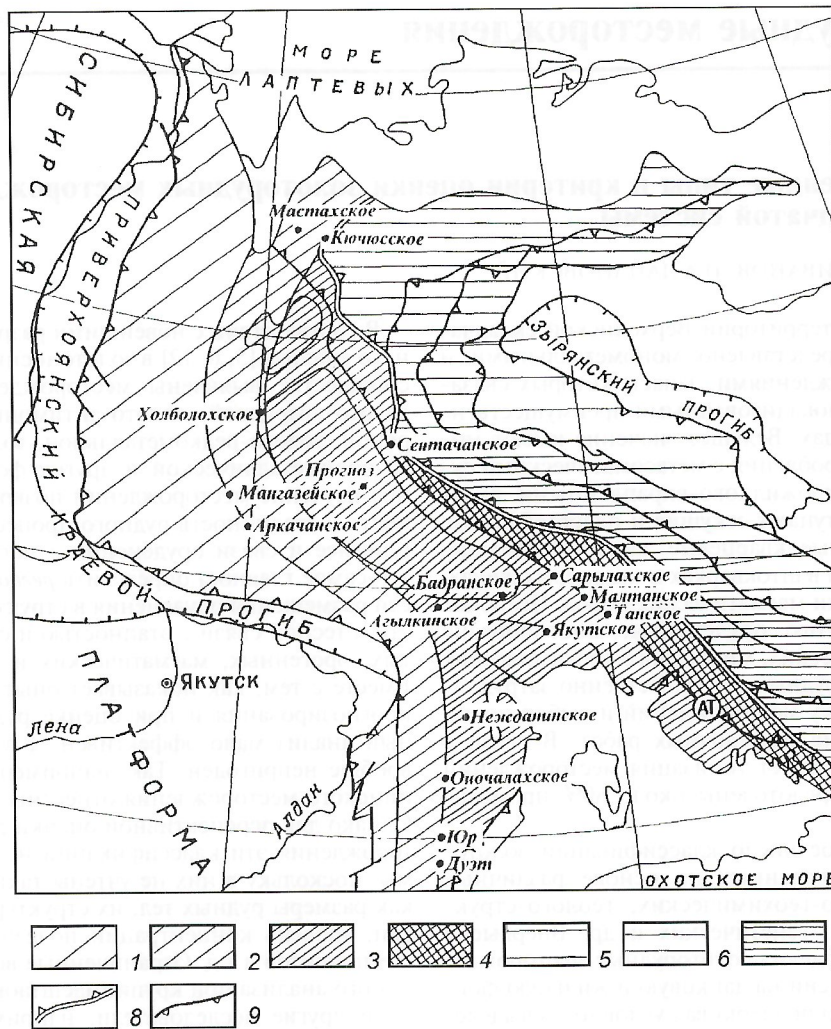 МОРЕ
ЛАПТЕВЫХ
СИБИРСКАЯ
ПЛАТФОРМА
ПРИВЕРХОЯНСКИЙ
КРАЕВОЙ ПРОГИБ
Мастахское
Кючюсское
ЗЫРЯНСКИЙ
ПРОГИБ
Холболохское
Сентачанское
Прогноз
Мангазейское
Аркачанское
Бадранское
Сарылахское
Малтанское
Агылкинское
Танское
Якутское
ЯКУТСК
АТ
Нежданинское
Лена
Оночалахское
Алдан
Юр
Дуэт
ОХОТСКОЕ МОРЕ
1 2 3 4 5 6
8 9